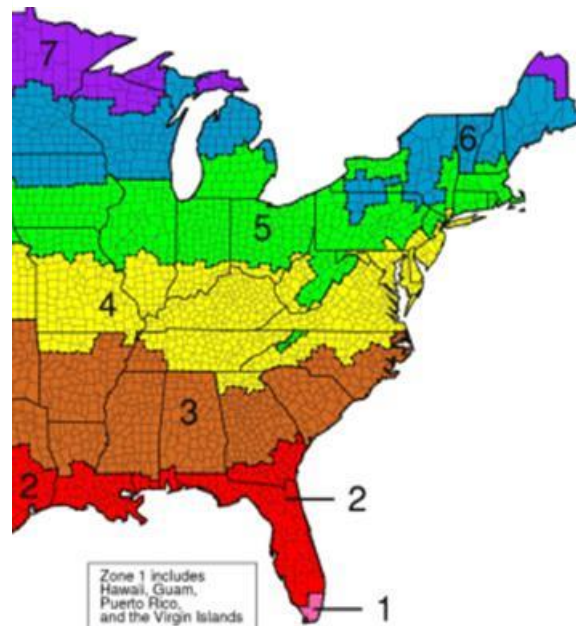 7
6
5
4
3
2
2
1
Zone 1 includes
Hawaii, Guam,
Puerto Rico,
and the Virgin Islands